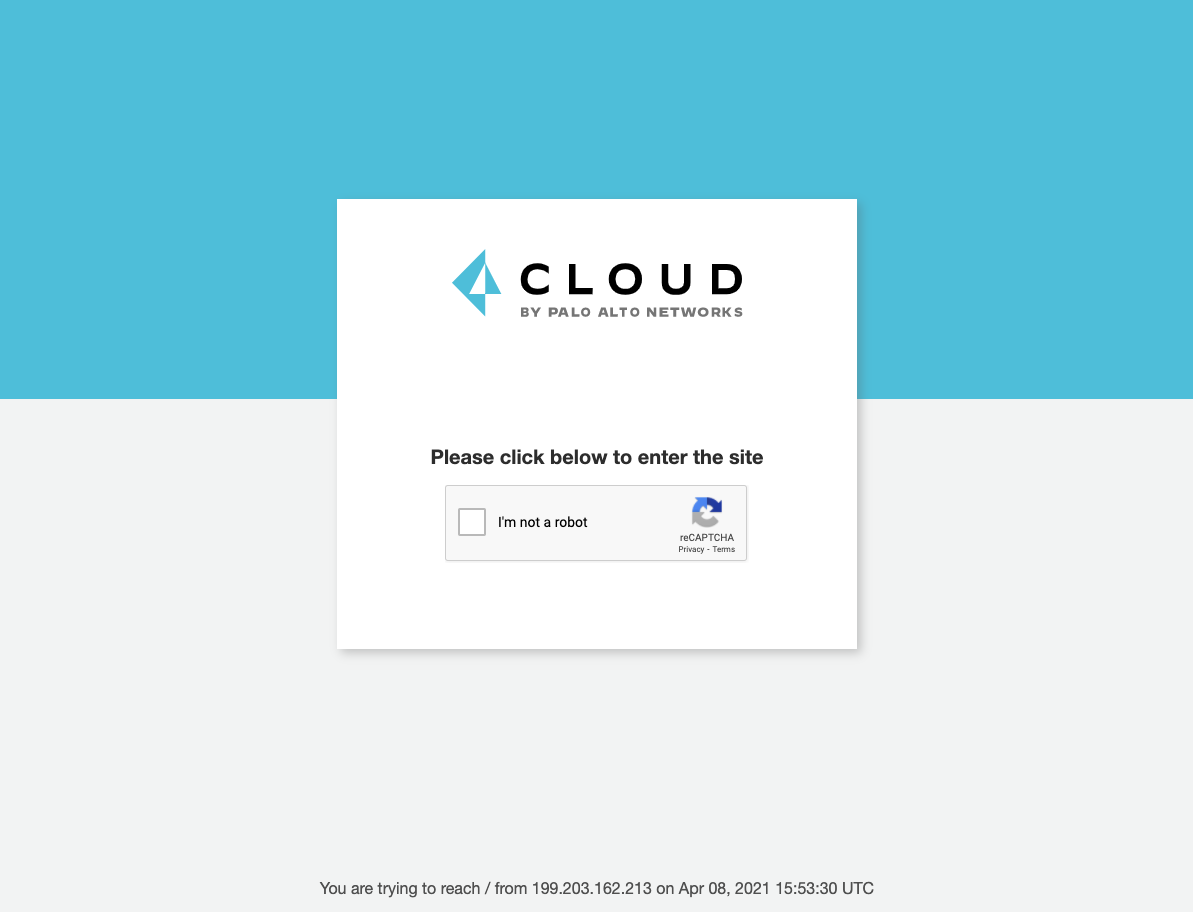 CLOUD
BY PALO ALTO NETWORKS
Please click below to enter the site
I'm not a robot
reCAPTCHA
Privacy - Terms
You are trying to reach / from 199.203.162.213 on Apr 08, 2021 15:53:30 UTC